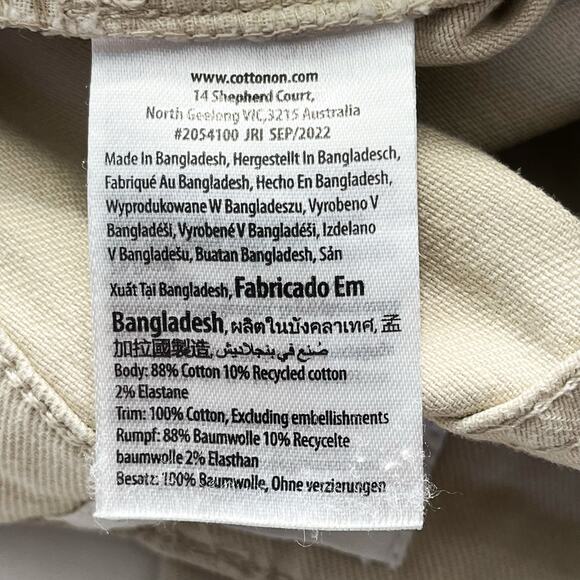 www.cottonon.com
14 Shepherd Court,
North Geelong VIC,3215 Australia
#2054100 JRI SEP/2022
Made In Bangladesh, Hergestellt In Bangladesch,
Fabriqué Au Bangladesh, Hecho En Bangladesh,
Wyprodukowane W Bangladeszu, Vyrobeno V
Bangladéši, Vyrobené V Bangladéši, Izdelano
V Bangladešu, Buatan Bangladesh, Sản
Xuất Tại Bangladesh, Fabricado Em
Bangladesh, ผลิตในบังคลาเทศ, 孟
加拉國製造, صُنع في بنجلاديش
Body: 88% Cotton 10% Recycled cotton
2% Elastane
Trim: 100% Cotton, Excluding embellishments
Rumpf: 88% Baumwolle 10% Recycelte
baumwolle 2% Elasthan
Besatz: 100% Baumwolle, Ohne verzierungen